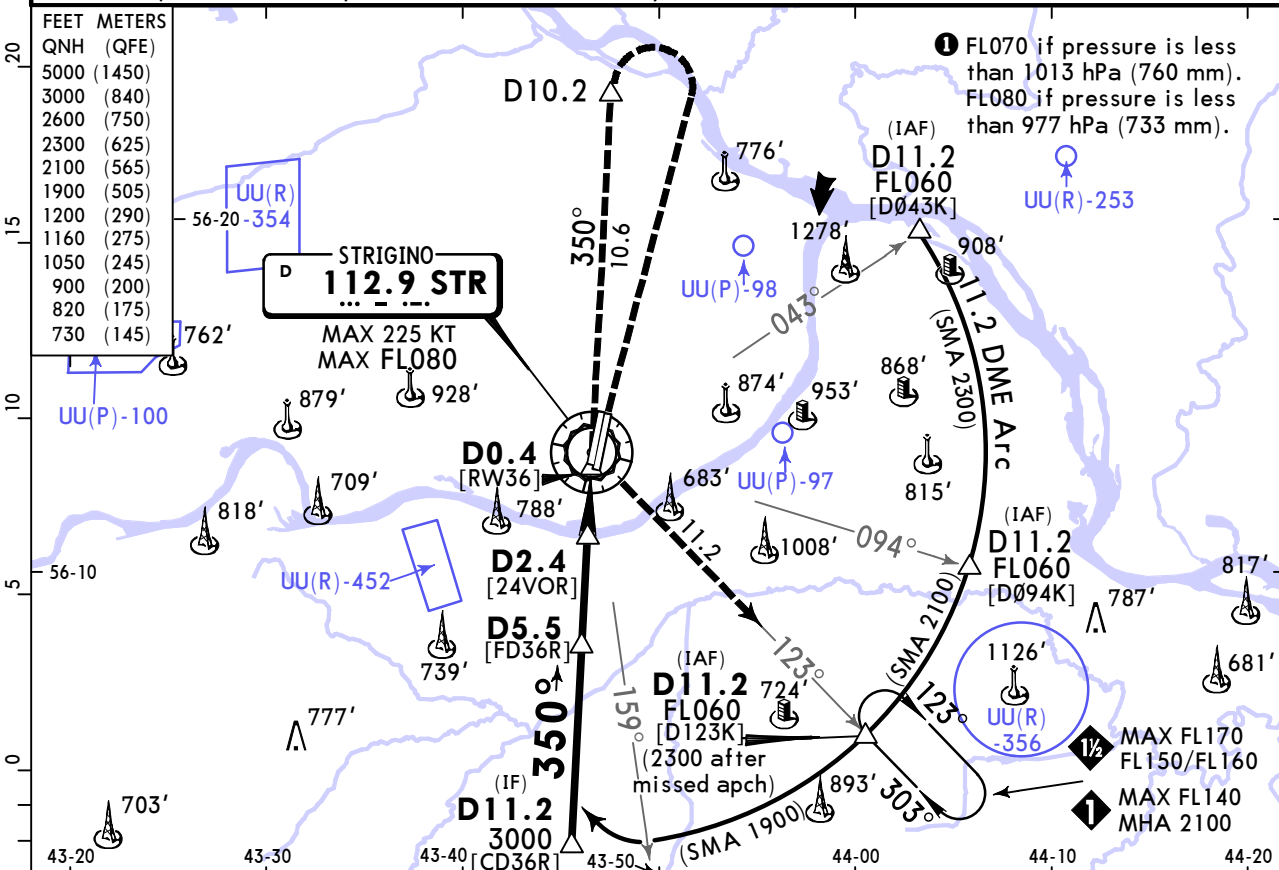 FEET METERS
QNH (QFE)
5000 (1450)
3000 (840)
2600 (750)
2300 (625)
2100 (565)
1900 (505)
1200 (290)
1160 (275)
1050 (245)
900 (200)
820 (175)
730 (145)
20
15
10
5
0
1 FL070 if pressure is less
than 1013 hPa (760 mm).
FL080 if pressure is less
than 977 hPa (733 mm).
D10.2
350°
10.6
776'
(IAF)
D11.2
FL060
[DØ43K]
UU(R)-253
UU(R)
-354
56-20
1278'
908'
UU(P)-98
043°
11.2 DME Arc
(SMA 2300)
STRIGINO
D
112.9 STR
... - .-.
MAX 225 KT
MAX FL080
762'
UU(P)-100
879'
928'
874'
953'
868'
815'
UU(P)-97
D0.4
[RW36]
709'
818'
788'
683'
11.2
1008'
094°
(IAF)
D11.2
FL060
[DØ94K]
D2.4
[24VOR]
UU(R)-452
56-10
817'
787'
(SMA 2100)
D5.5
[FD36R]
739'
159°
123°
(IAF)
D11.2
FL060
[D123K]
(2300 after
missed apch)
724'
1126'
UU(R)
-356
681'
123°
303°
1½ MAX FL170
FL150/FL160
1 MAX FL140
MHA 2100
777'
350°
(IF)
D11.2
3000
[CD36R]
893'
(SMA 1900)
703'
43-20
43-30
43-40
43-50
44-00
44-10
44-20